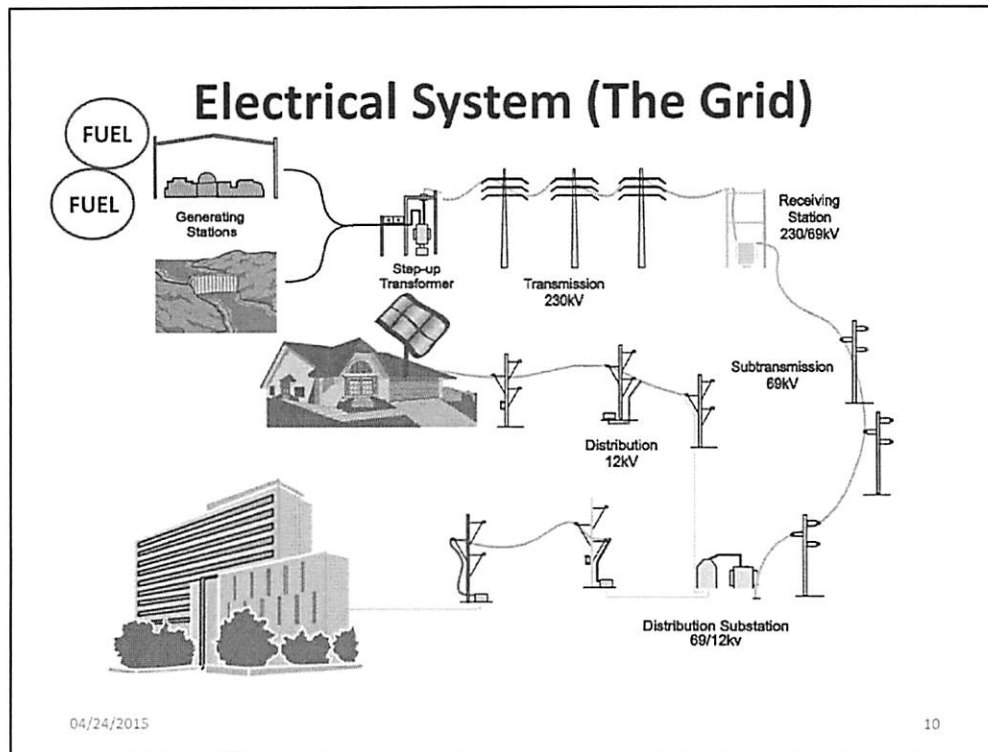 Electrical System (The Grid)
FUEL
FUEL
Generating
Stations
Step-up
Transformer
Transmission
230kV
Receiving
Station
230/69kV
Subtransmission
69kV
Distribution
12kV
Distribution Substation
69/12kv
04/24/2015
10